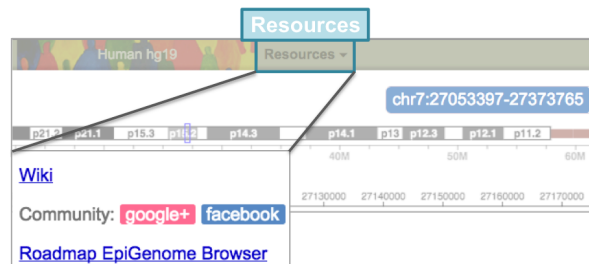 Resources
Human hg19 Resources
chr7:27053397-27373765
p21.2 p21.1 p15.3 p15.2 p14.3 p14.1 p13 p12.3 p12.1 p11.2
40M 50M 60M
Wiki
27130000 27140000 27150000 27160000 27170000
Community: google+ facebook
Roadmap EpiGenome Browser